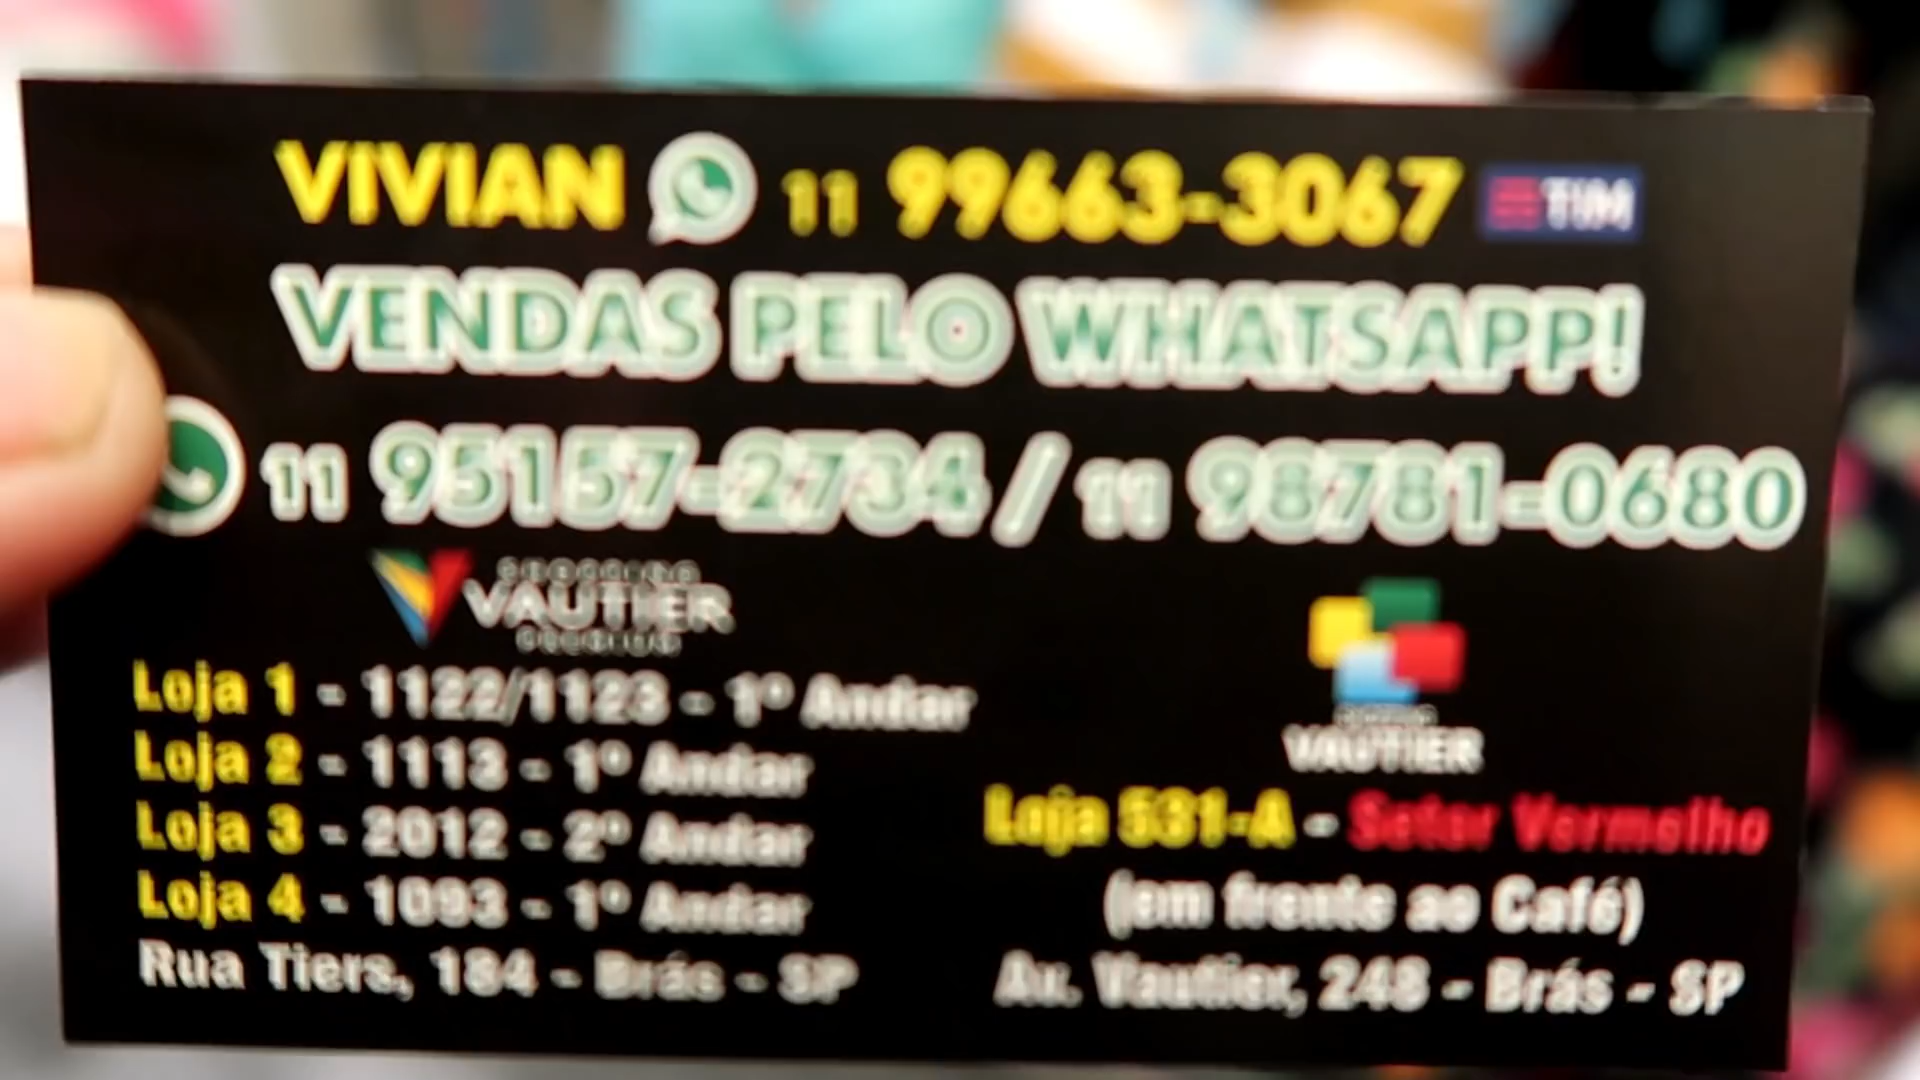 VIVIAN 11 99663-3067 TIM
VENDAS PELO WHATSAPP!
11 95157-2734 / 11 98781-0680
SHOPPING
VAUTIER
PREMIUM
Loja 1 - 1122/1123 - 1º Andar
Loja 2 - 1113 - 1º Andar
Loja 3 - 2012 - 2º Andar
Loja 4 - 1093 - 1º Andar
Rua Tiers, 184 - Brás - SP
VAUTIER
Loja 531-A - Setor Vermelho
(em frente ao Café)
Av. Vautier, 248 - Brás - SP